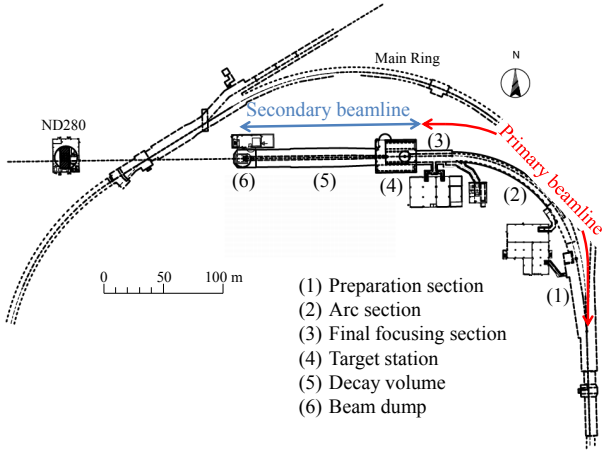 Main Ring
N
Secondary beamline
ND280
Primary beamline
(3)
(6)
(5)
(4)
(2)
(1)
0 50 100 m
(1) Preparation section
(2) Arc section
(3) Final focusing section
(4) Target station
(5) Decay volume
(6) Beam dump